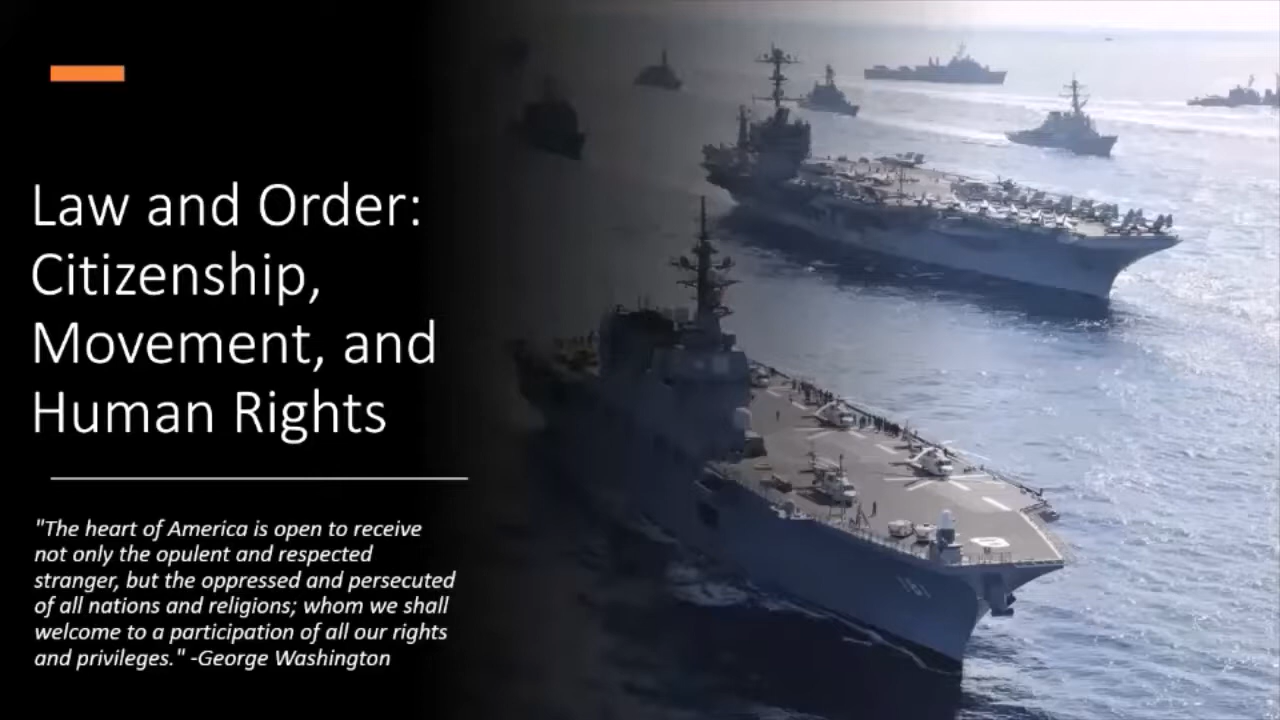 Law and Order:
Citizenship,
Movement, and
Human Rights
"The heart of America is open to receive
not only the opulent and respected
stranger, but the oppressed and persecuted
of all nations and religions; whom we shall
welcome to a participation of all our rights
and privileges." -George Washington
181